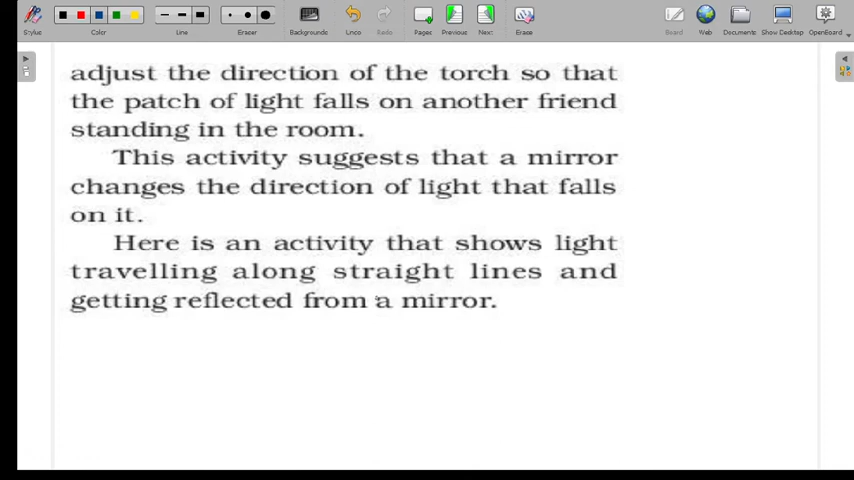 Stylus Color Line Eraser Backgrounds Undo Redo Pages Previous Next Erase Board Web Documents Show Desktop OpenBoard
adjust the direction of the torch so that
the patch of light falls on another friend
standing in the room.
This activity suggests that a mirror
changes the direction of light that falls
on it.
Here is an activity that shows light
travelling along straight lines and
getting reflected from a mirror.